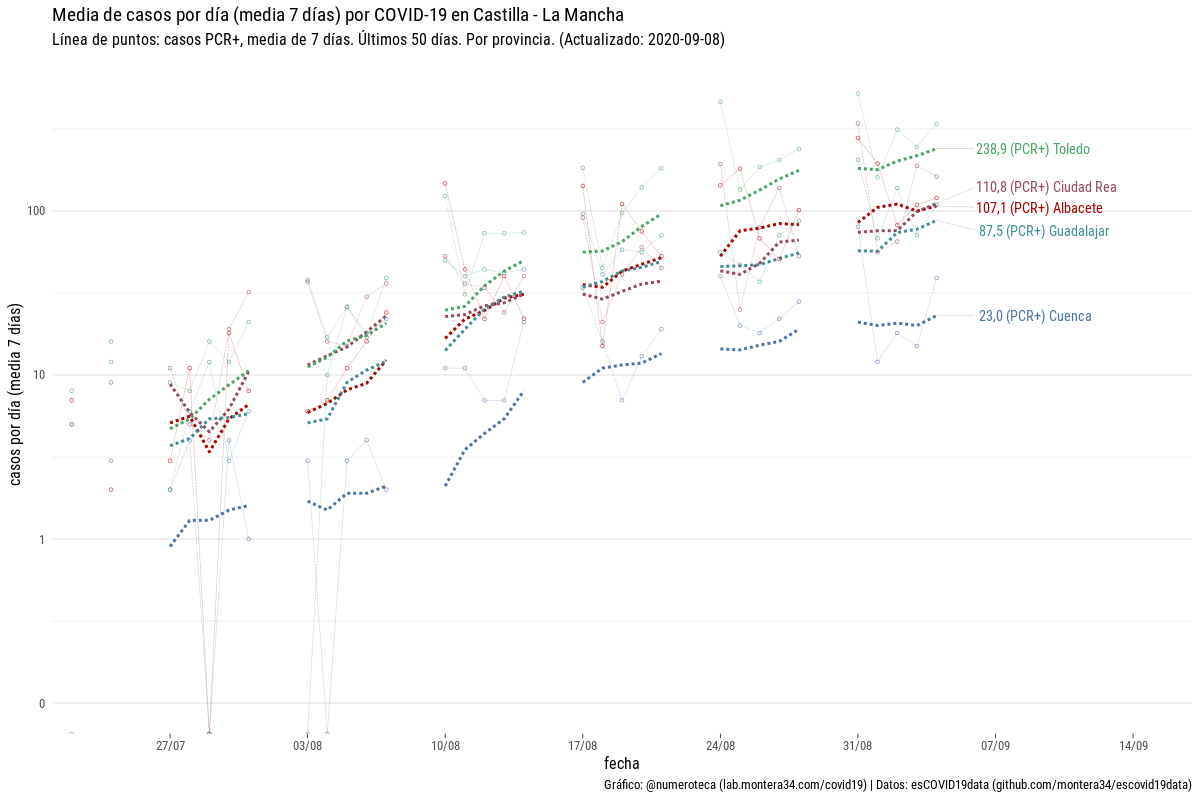 Media de casos por día (media 7 días) por COVID-19 en Castilla - La Mancha
Línea de puntos: casos PCR+, media de 7 días. Últimos 50 días. Por provincia. (Actualizado: 2020-09-08)
casos por día (media 7 días)
100
10
1
0
238,9 (PCR+) Toledo
110,8 (PCR+) Ciudad Rea
107,1 (PCR+) Albacete
87,5 (PCR+) Guadalajar
23,0 (PCR+) Cuenca
27/07
03/08
10/08
17/08
24/08
31/08
07/09
14/09
fecha
Gráfico: @numeroteca (lab.montera34.com/covid19) | Datos: esCOVID19data (github.com/montera34/escovid19data)